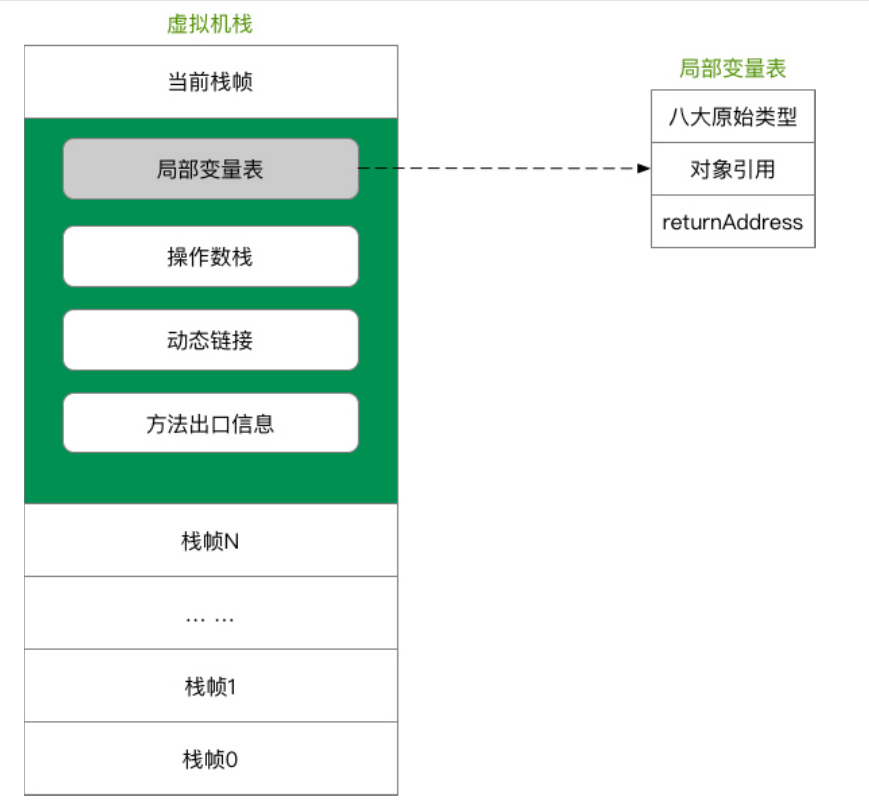 虚拟机栈
当前栈帧
局部变量表
操作数栈
动态链接
方法出口信息
栈帧N
... ...
栈帧1
栈帧0
局部变量表
八大原始类型
对象引用
returnAddress